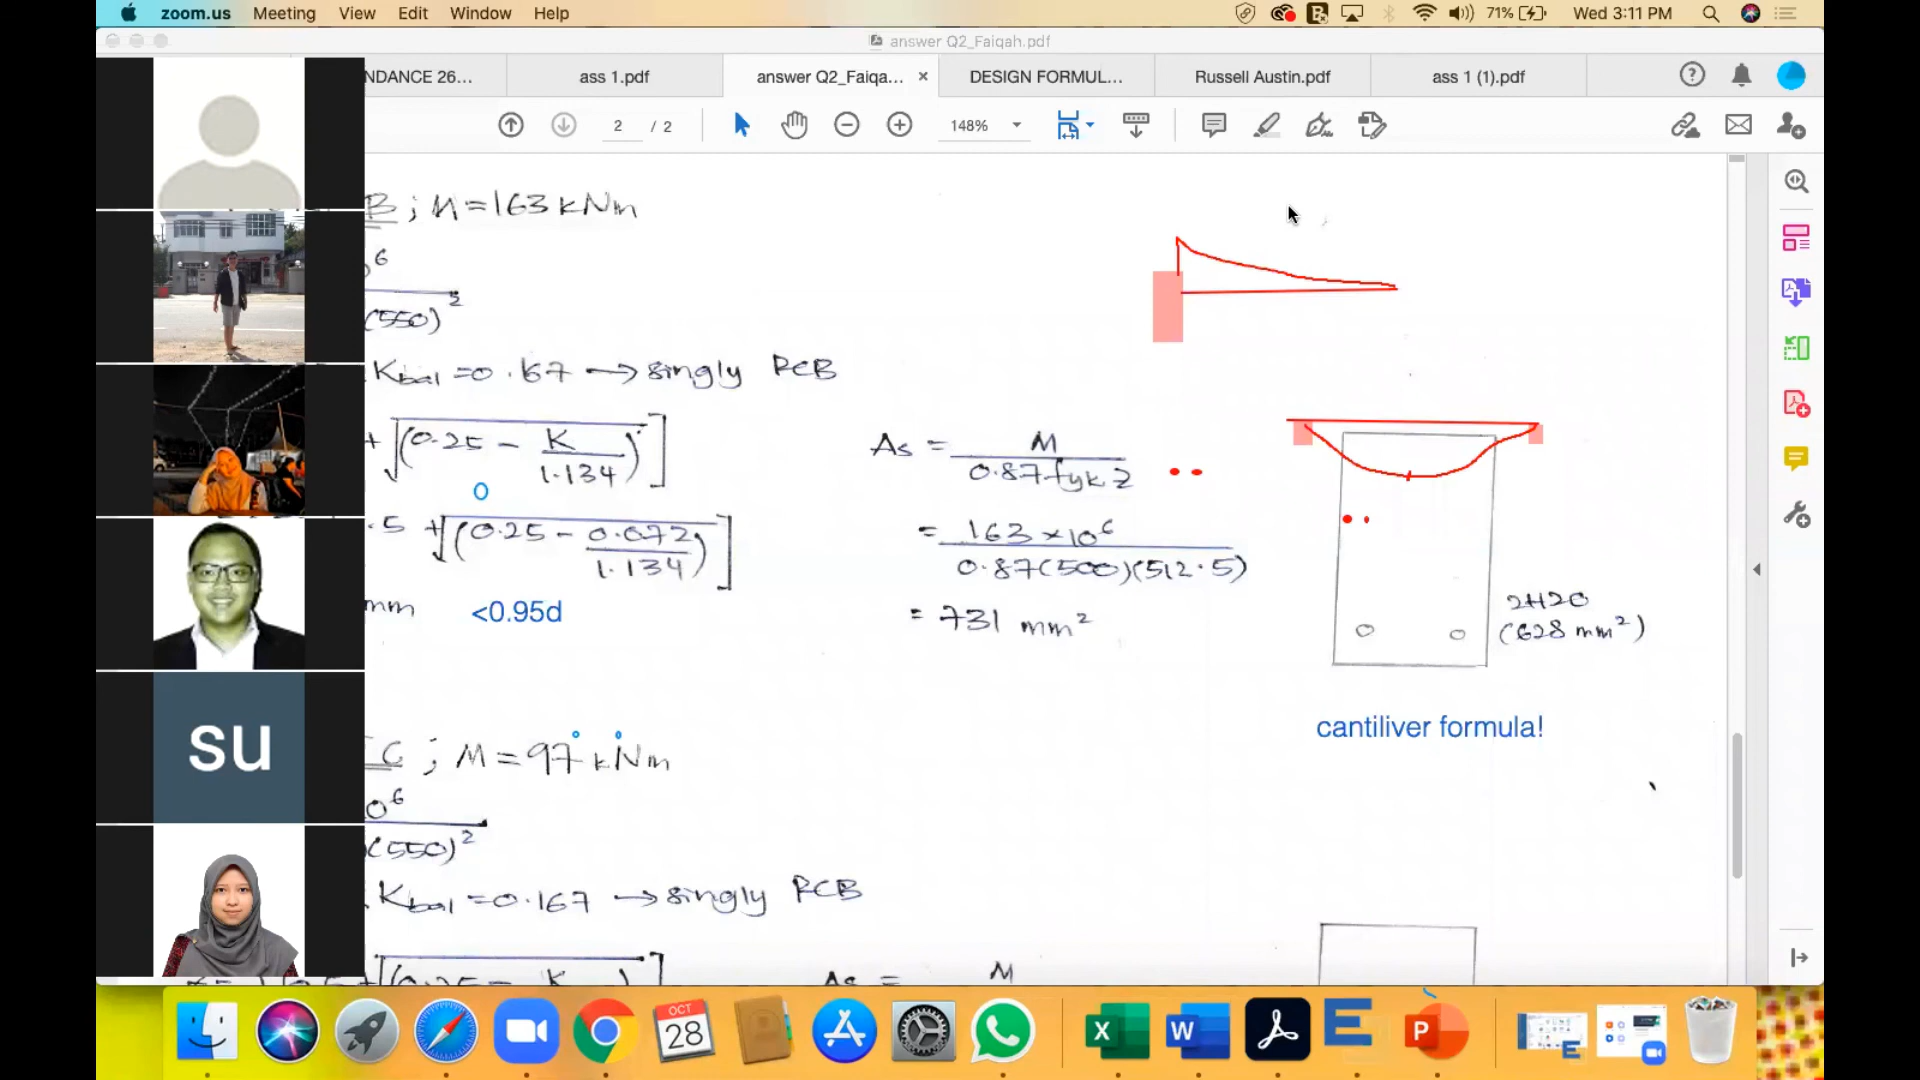 zoom.us Meeting View Edit Window Help 71% Wed 3:11 PM
answer Q2_Faiqah.pdf
NDANCE 26... ass 1.pdf answer Q2_Faiqa... × DESIGN FORMUL... Russell Austin.pdf ass 1 (1).pdf
2 / 2 148%
B ; M = 163 kNm
6
(550)²
Kbal = 0.167 → singly RCB
+ √(0.25 - K/1.134) ]
0
.5 + √(0.25 - 0.072/1.134) ]
mm <0.95d
As = M / 0.87 fyk z
= 163 × 10⁶ / 0.87(500)(512.5)
= 731 mm²
2H20
(628 mm²)
cantiliver formula!
C ; M = 97 kNm
0⁶
(550)²
Kbal = 0.167 → singly RCB
(0.25 - K
As = M
su
OCT
28
X W E P
E